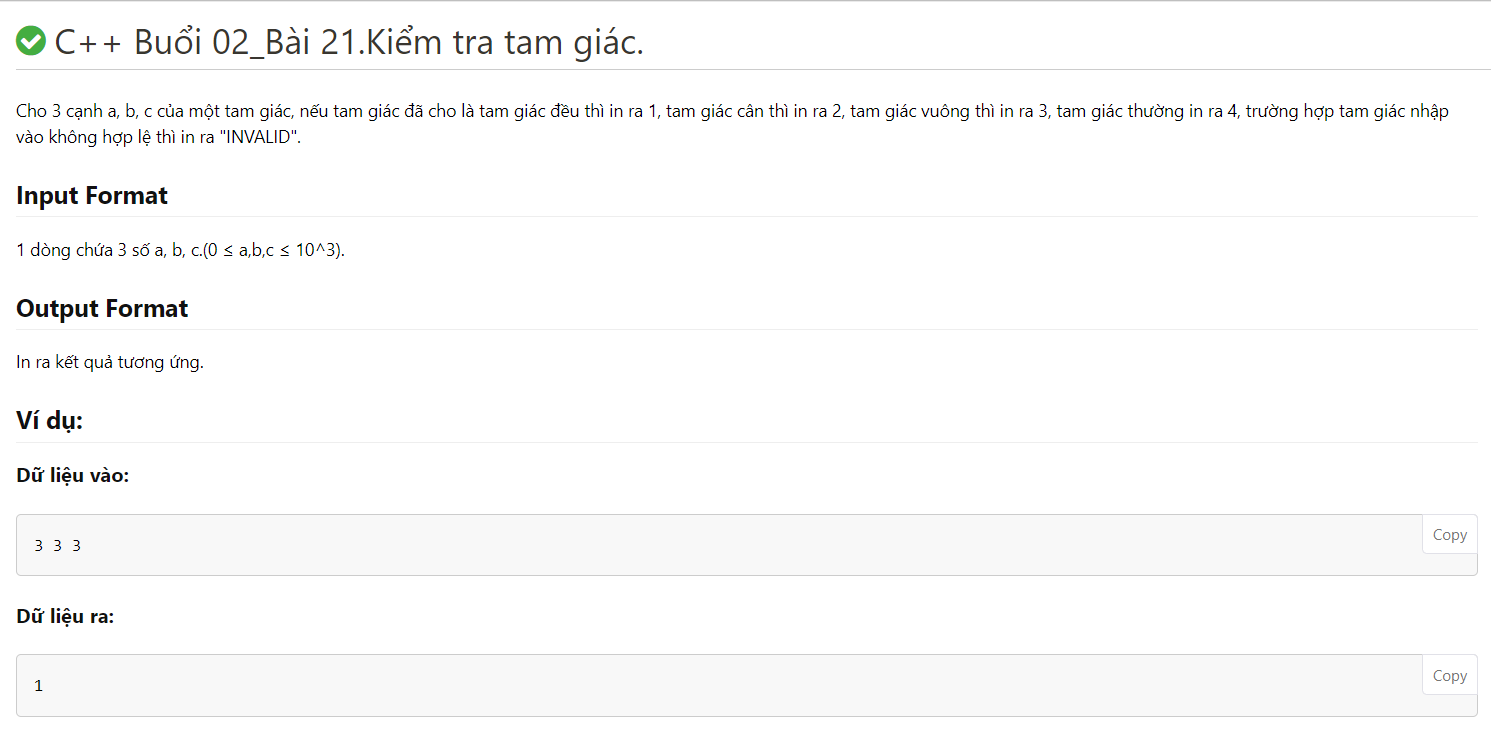 C++ Buổi 02_Bài 21.Kiểm tra tam giác.
Cho 3 cạnh a, b, c của một tam giác, nếu tam giác đã cho là tam giác đều thì in ra 1, tam giác cân thì in ra 2, tam giác vuông thì in ra 3, tam giác thường in ra 4, trường hợp tam giác nhập
vào không hợp lệ thì in ra "INVALID".
Input Format
1 dòng chứa 3 số a, b, c.(0 ≤ a,b,c ≤ 10^3).
Output Format
In ra kết quả tương ứng.
Ví dụ:
Dữ liệu vào:
Copy
3 3 3
Dữ liệu ra:
Copy
1